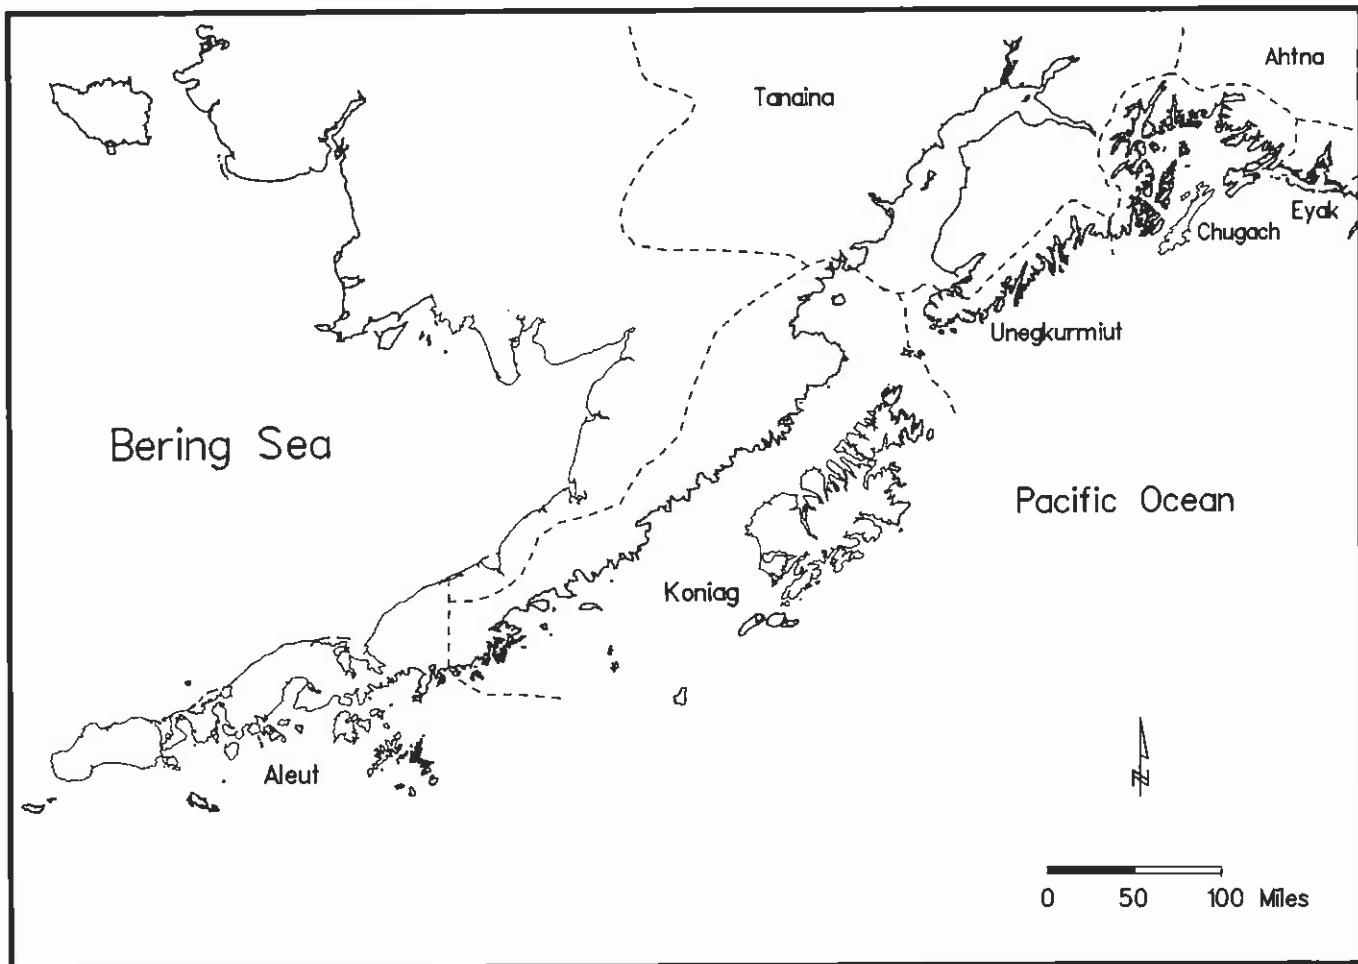 Ahtna
Tanaina
Eyak
Chugach
Unegkurmiut
Bering Sea
Pacific Ocean
Koniag
Aleut
N
0 50 100 Miles